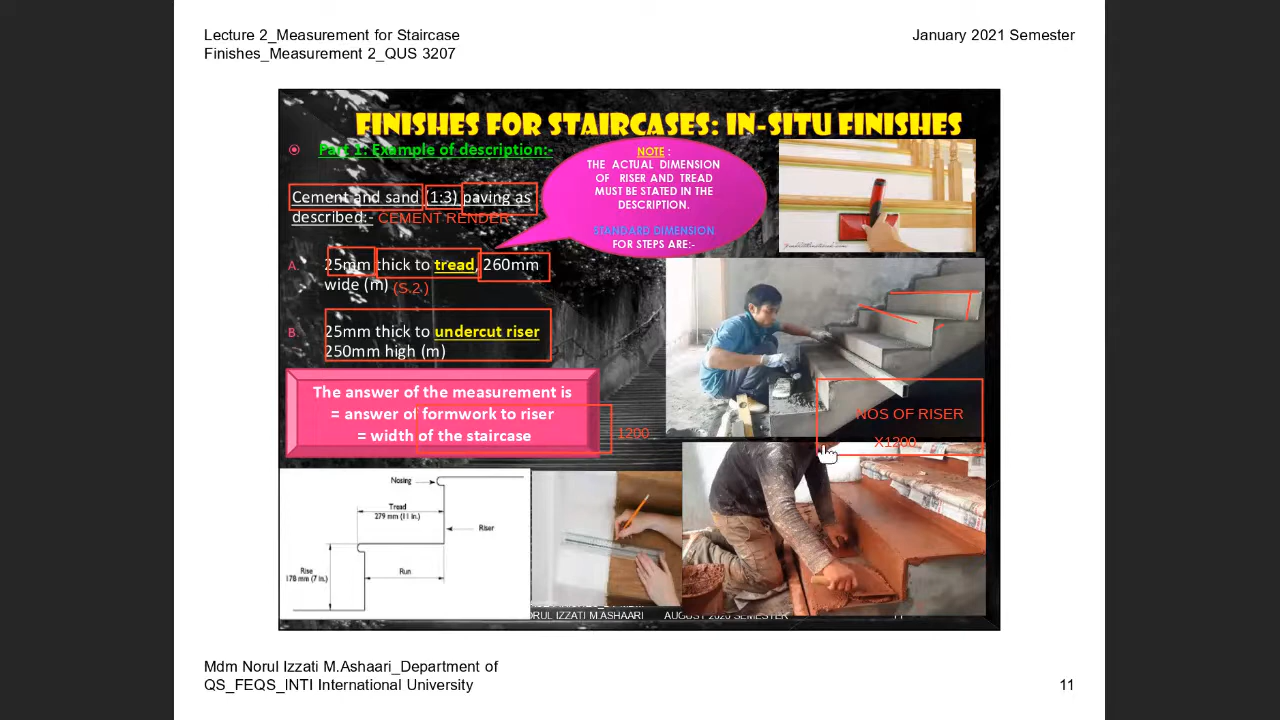 Lecture 2_Measurement for Staircase
Finishes_Measurement 2_QUS 3207
January 2021 Semester
FINISHES FOR STAIRCASES: IN-SITU FINISHES
Part 1: Example of description:-
NOTE :
THE ACTUAL DIMENSION
OF RISER AND TREAD
MUST BE STATED IN THE
DESCRIPTION.
STANDARD DIMENSION
FOR STEPS ARE:-
Cement and sand (1:3) paving as
described:- CEMENT RENDER
A. 25mm thick to tread, 260mm
wide (m) (S.2.)
B. 25mm thick to undercut riser
250mm high (m)
The answer of the measurement is
= answer of formwork to riser
= width of the staircase
1200
NOS OF RISER
X1200
Nosing
Tread
279 mm (11 in.)
Riser
Rise
178 mm (7 in.)
Run
IZZATI M.ASHAARI AUGUST 2020 SEMESTER 11
Mdm Norul Izzati M.Ashaari_Department of
QS_FEQS_INTI International University
11